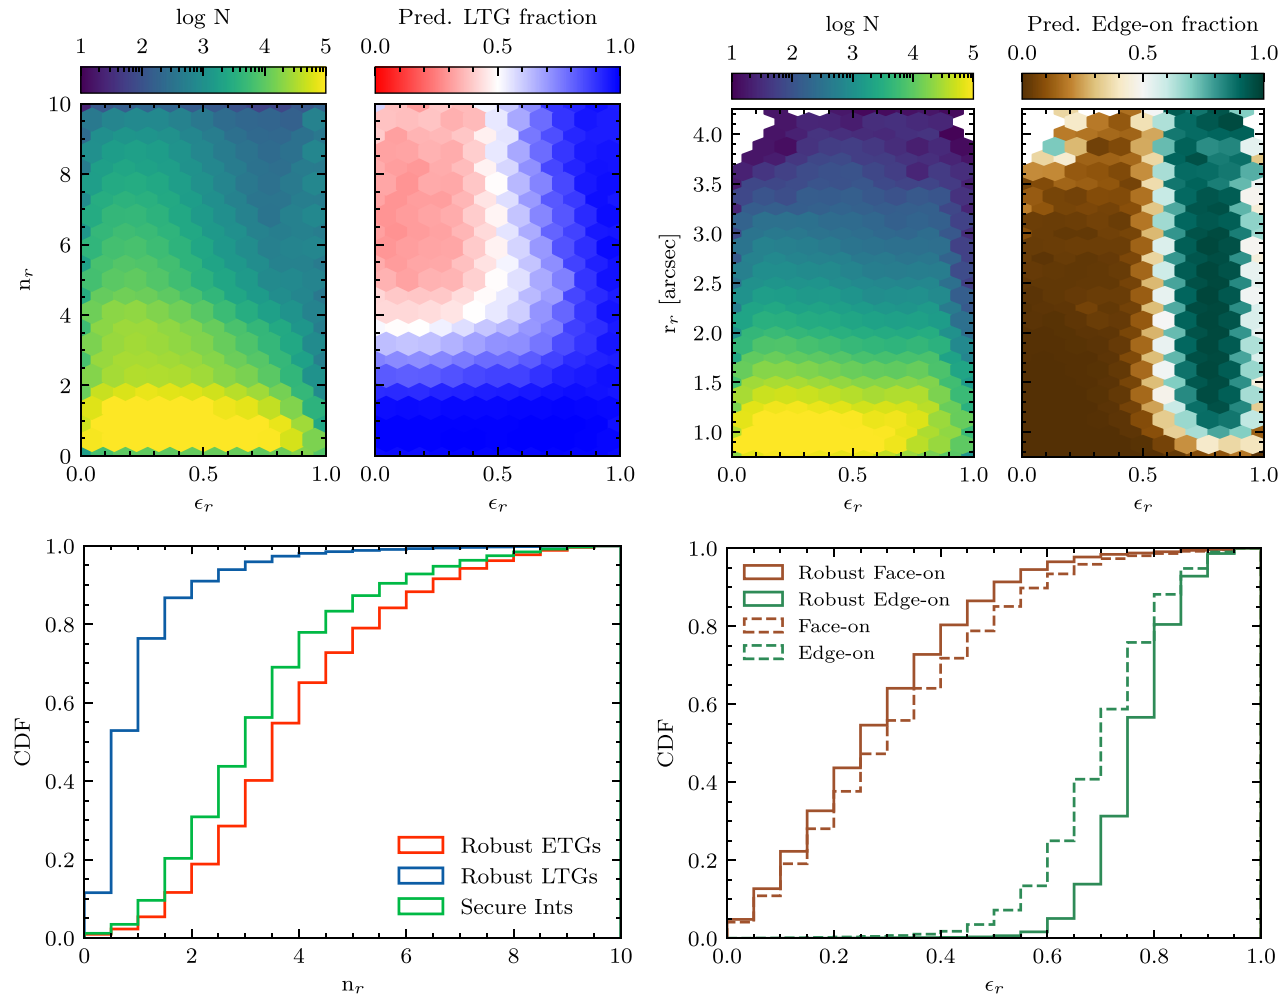 log N
1 2 3 4 5
Pred. LTG fraction
0.0 0.5 1.0
log N
1 2 3 4 5
Pred. Edge-on fraction
0.0 0.5 1.0
10
8
6
4
2
0
n_r
0.0 0.5 1.0
ϵ_r
0.0 0.5 1.0
ϵ_r
4.0
3.5
3.0
2.5
2.0
1.5
1.0
r_r [arcsec]
0.0 0.5 1.0
ϵ_r
0.0 0.5 1.0
ϵ_r
1.0
0.8
0.6
0.4
0.2
0.0
CDF
Robust ETGs
Robust LTGs
Secure Ints
0 2 4 6 8 10
n_r
1.0
0.8
0.6
0.4
0.2
0.0
CDF
Robust Face-on
Robust Edge-on
Face-on
Edge-on
0.0 0.2 0.4 0.6 0.8 1.0
ϵ_r